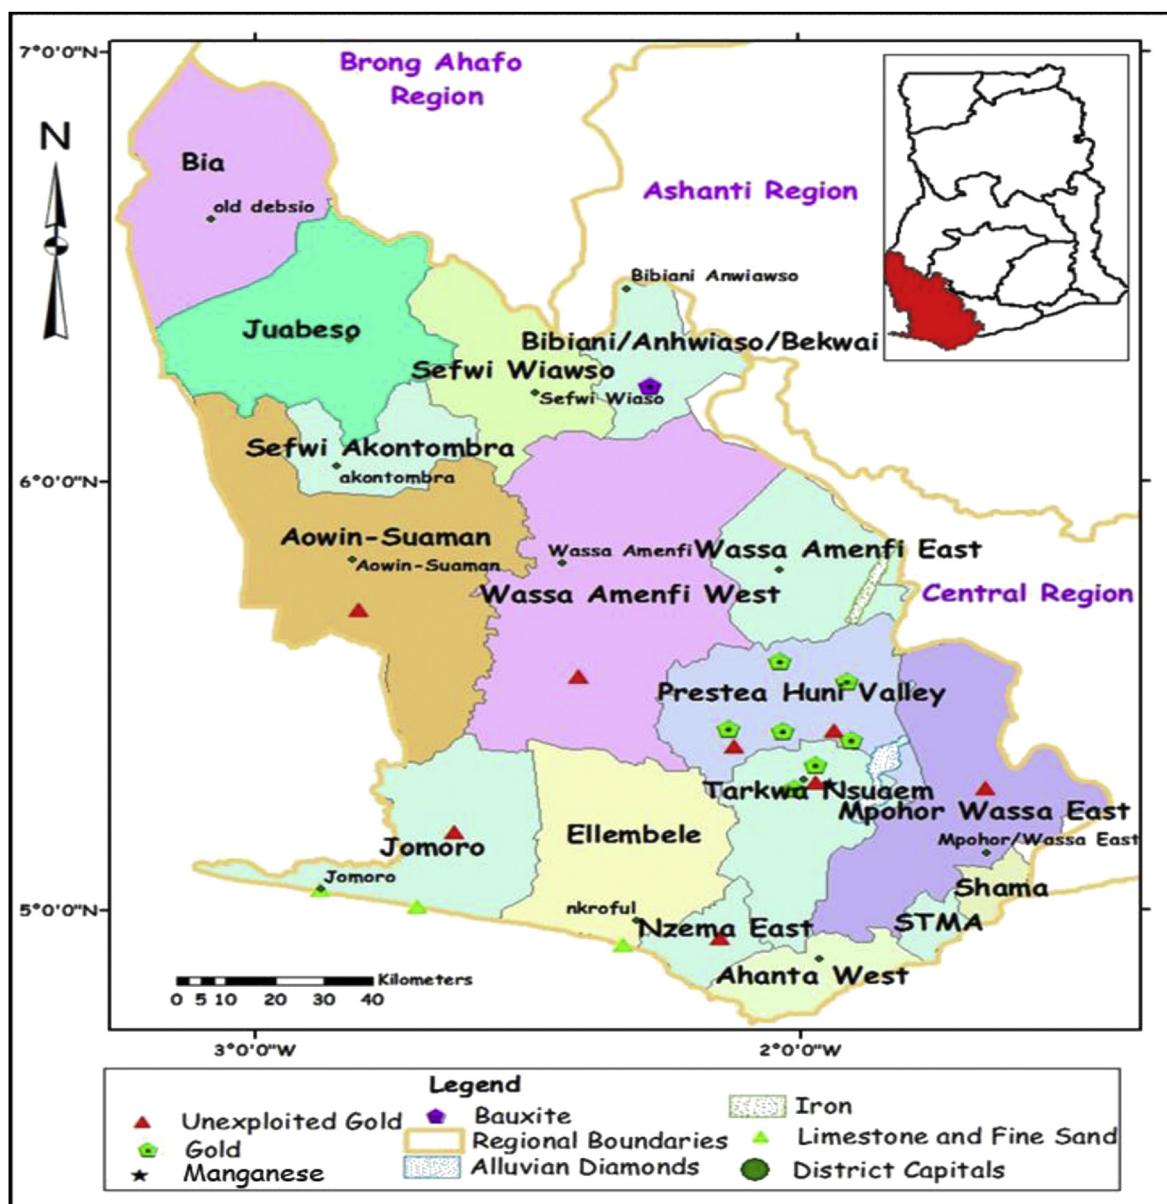 7°0'0"N
Brong Ahafo
Region
N
Bia
old debsio
Ashanti Region
Bibiani Anwiawso
Juabeso
Bibiani/Anhwiaso/Bekwai
Sefwi Wiawso
Sefwi Wiaso
Sefwi Akontombra
akontombra
6°0'0"N
Aowin-Suaman
Aowin-Suaman
Wassa Amenfi
Wassa Amenfi East
Wassa Amenfi West
Central Region
Prestea Huni Valley
Tarkwa Nsuaem
Mpohor Wassa East
Mpohor/Wassa East
Ellembele
Jomoro
Jomoro
Shama
nkroful
5°0'0"N
Nzema East
STMA
Ahanta West
Kilometers
0 5 10 20 30 40
3°0'0"W
2°0'0"W
Legend
Unexploited Gold
Gold
Manganese
Bauxite
Regional Boundaries
Alluvian Diamonds
Iron
Limestone and Fine Sand
District Capitals